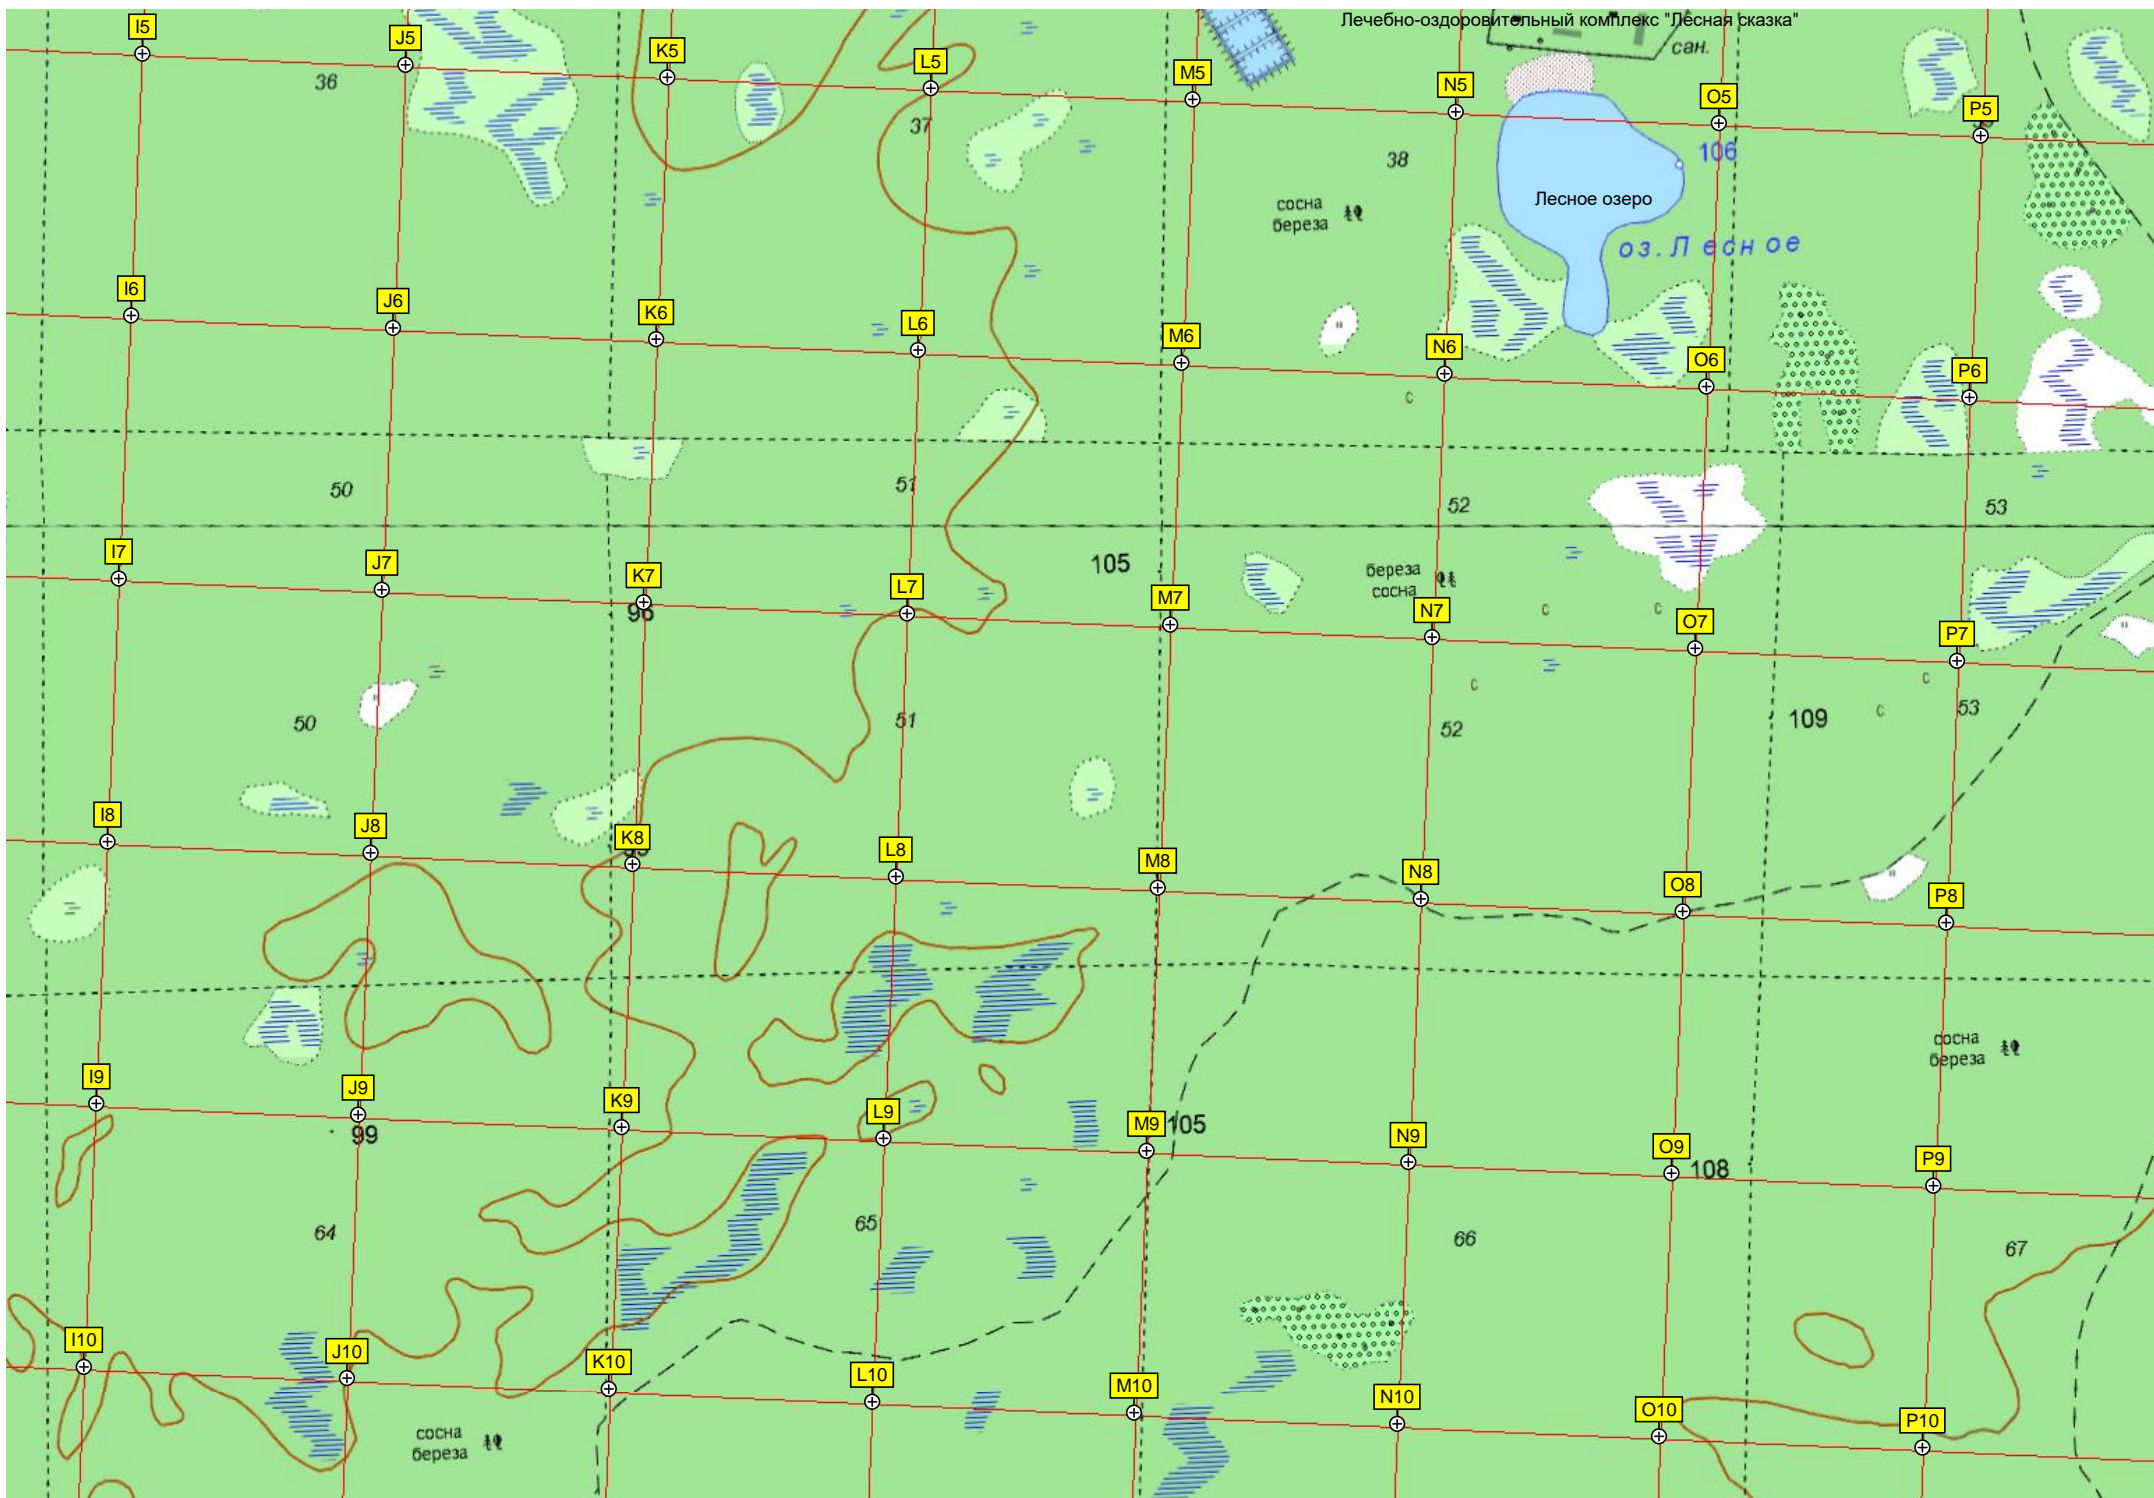 Лечебно-оздоровительный комплекс "Лесная сказка"
I5
J5
K5
L5
M5
N5
O5
P5
сан.
36
37
38
106
сосна
береза
Лесное озеро
оз. Лесное
I6
J6
K6
L6
M6
N6
O6
P6
с
50
51
52
53
I7
J7
K7
L7
M7
N7
O7
P7
96
105
береза
сосна
с
с
с
с
с
50
51
52
53
109
I8
J8
K8
L8
M8
N8
O8
P8
сосна
береза
I9
J9
K9
L9
M9
N9
O9
P9
99
105
108
64
65
66
67
I10
J10
K10
L10
M10
N10
O10
P10
сосна
береза